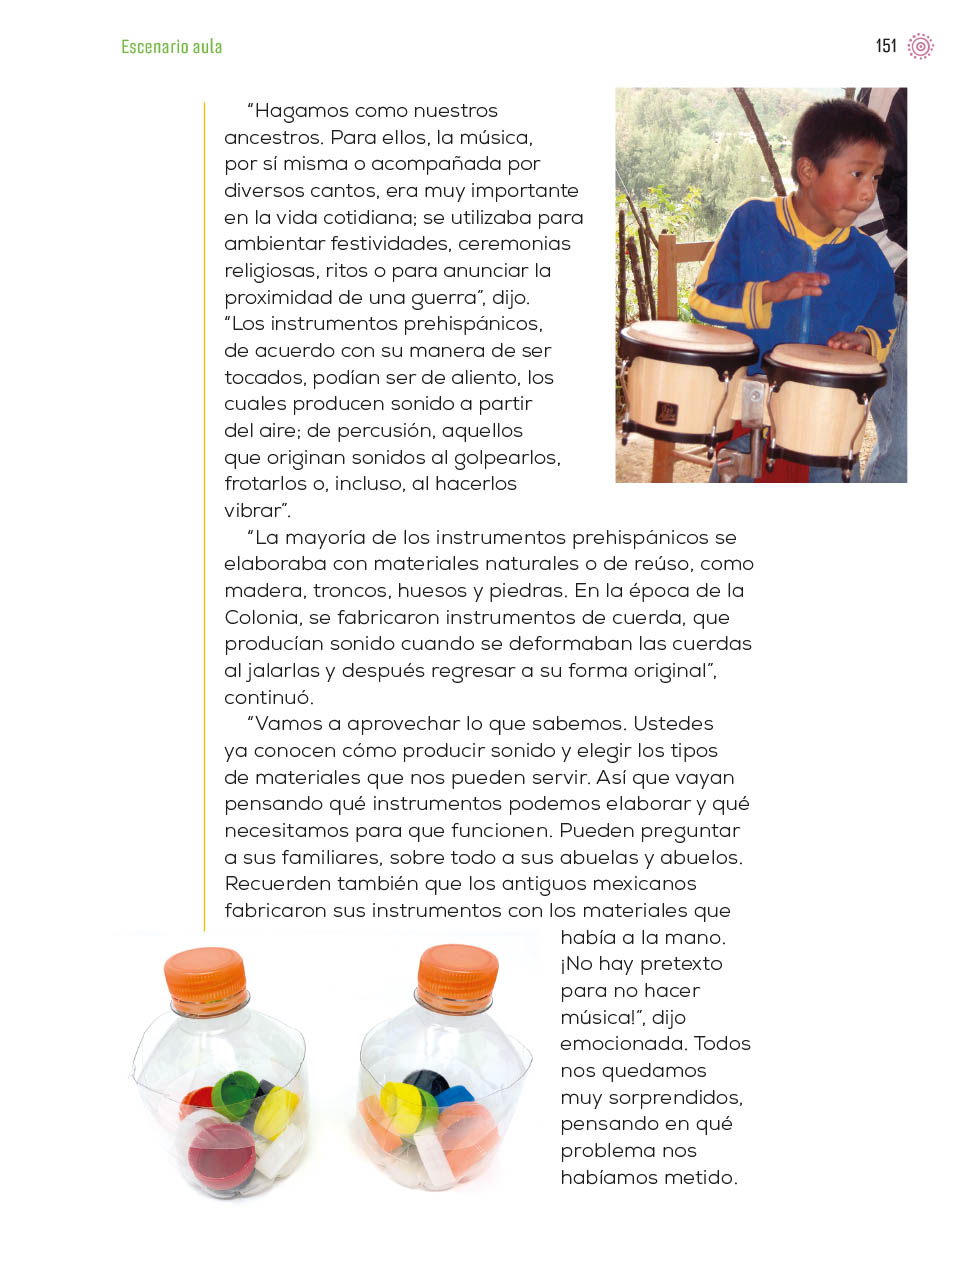 Escenario aula
151
“Hagamos como nuestros
ancestros. Para ellos, la música,
por sí misma o acompañada por
diversos cantos, era muy importante
en la vida cotidiana; se utilizaba para
ambientar festividades, ceremonias
religiosas, ritos o para anunciar la
proximidad de una guerra”, dijo.
“Los instrumentos prehispánicos,
de acuerdo con su manera de ser
tocados, podían ser de aliento, los
cuales producen sonido a partir
del aire; de percusión, aquellos
que originan sonidos al golpearlos,
frotarlos o, incluso, al hacerlos
vibrar”.
“La mayoría de los instrumentos prehispánicos se
elaboraba con materiales naturales o de reúso, como
madera, troncos, huesos y piedras. En la época de la
Colonia, se fabricaron instrumentos de cuerda, que
producían sonido cuando se deformaban las cuerdas
al jalarlas y después regresar a su forma original”,
continuó.
“Vamos a aprovechar lo que sabemos. Ustedes
ya conocen cómo producir sonido y elegir los tipos
de materiales que nos pueden servir. Así que vayan
pensando qué instrumentos podemos elaborar y qué
necesitamos para que funcionen. Pueden preguntar
a sus familiares, sobre todo a sus abuelas y abuelos.
Recuerden también que los antiguos mexicanos
fabricaron sus instrumentos con los materiales que
había a la mano.
¡No hay pretexto
para no hacer
música!”, dijo
emocionada. Todos
nos quedamos
muy sorprendidos,
pensando en qué
problema nos
habíamos metido.